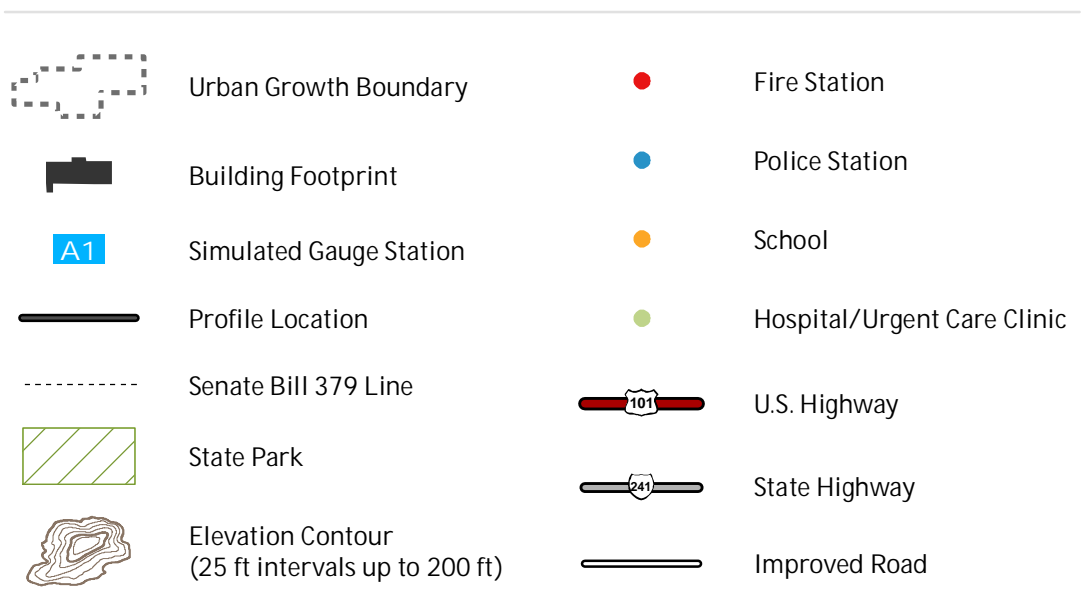 Urban Growth Boundary
Building Footprint
A1
Simulated Gauge Station
Profile Location
Senate Bill 379 Line
State Park
Elevation Contour
(25 ft intervals up to 200 ft)
Fire Station
Police Station
School
Hospital/Urgent Care Clinic
101
U.S. Highway
241
State Highway
Improved Road